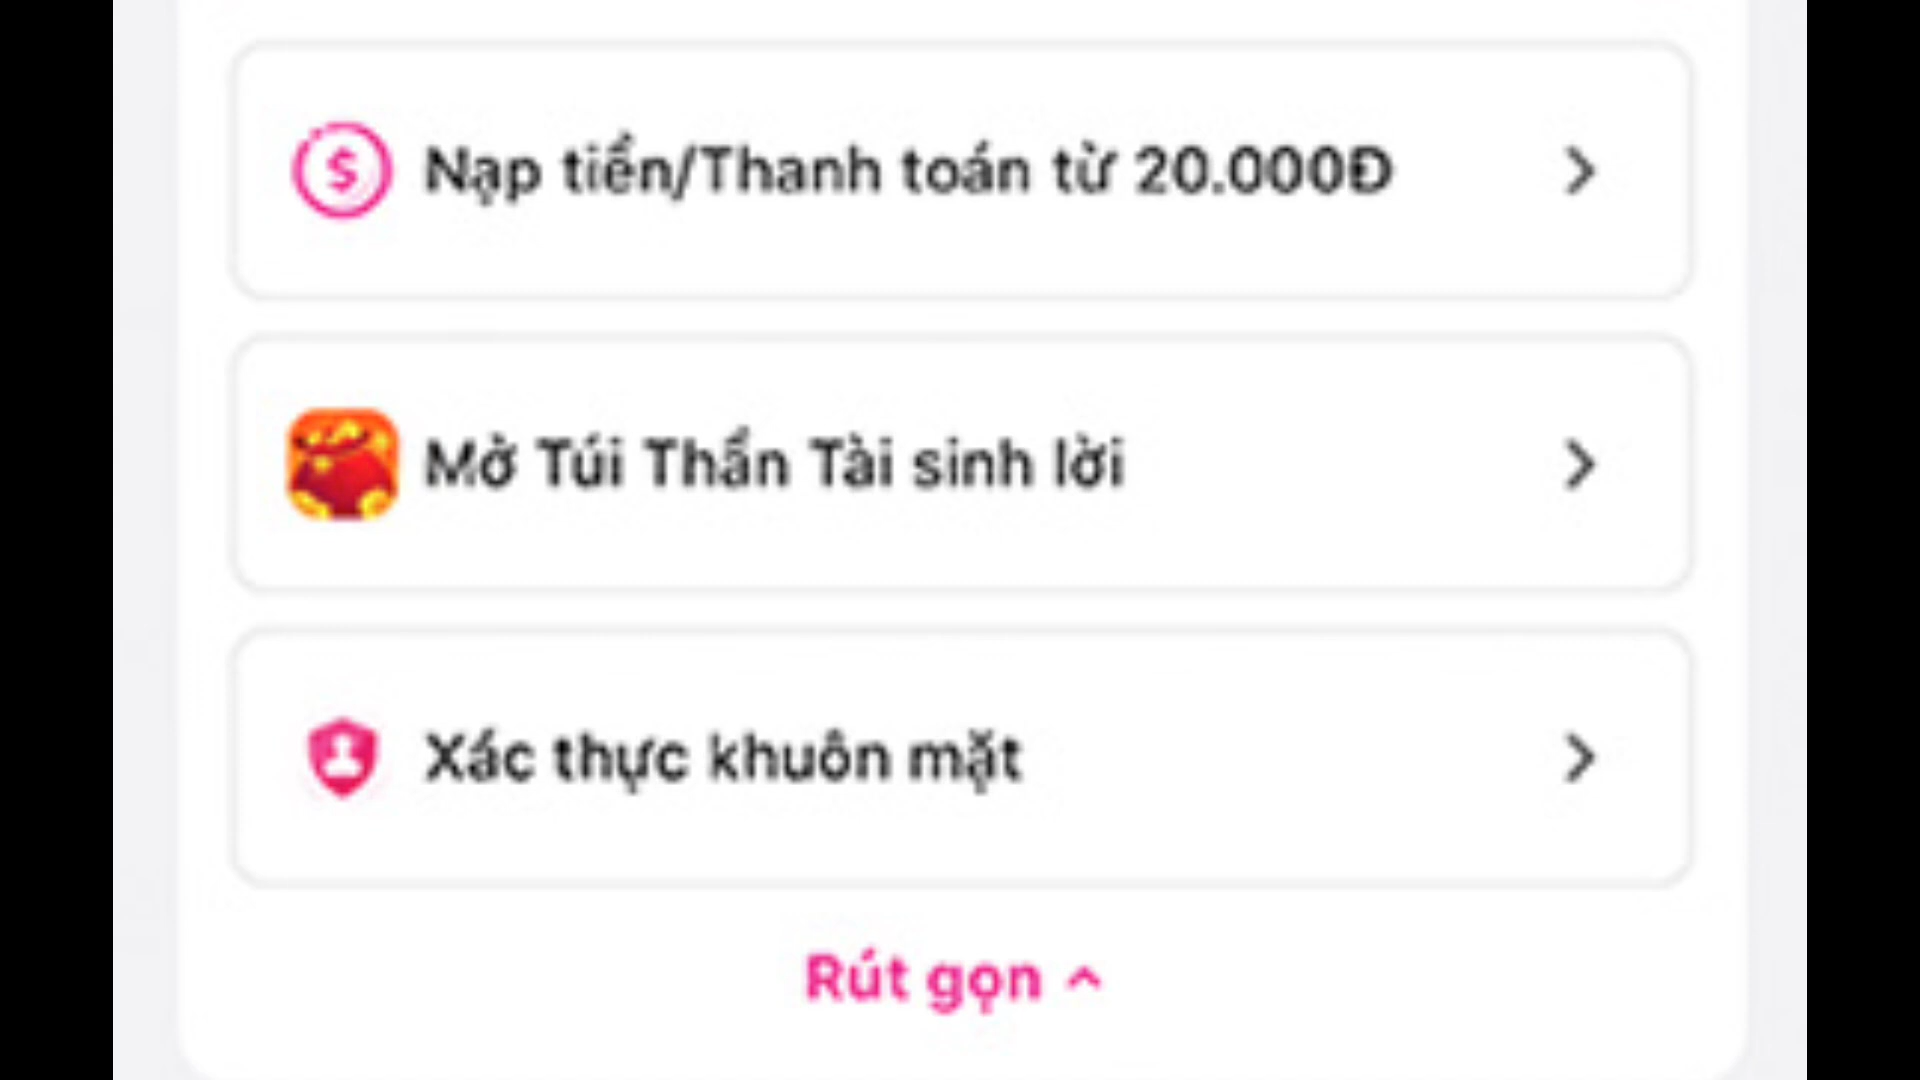 Nạp tiền/Thanh toán từ 20.000Đ
Mở Túi Thần Tài sinh lời
Xác thực khuôn mặt
Rút gọn